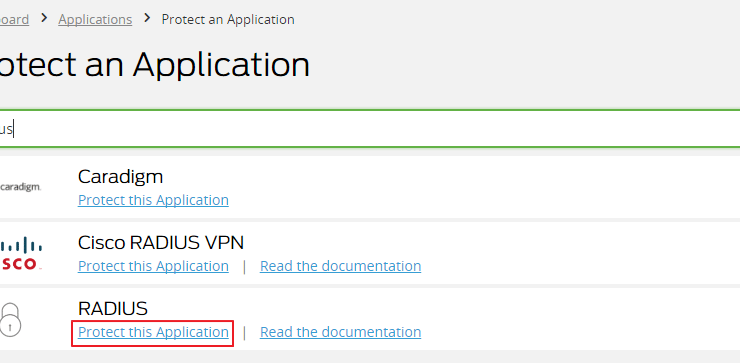 board > Applications > Protect an Application
otect an Application
us
caradigm.
Caradigm
Protect this Application
Cisco RADIUS VPN
SCO
Protect this Application | Read the documentation
RADIUS
Protect this Application | Read the documentation